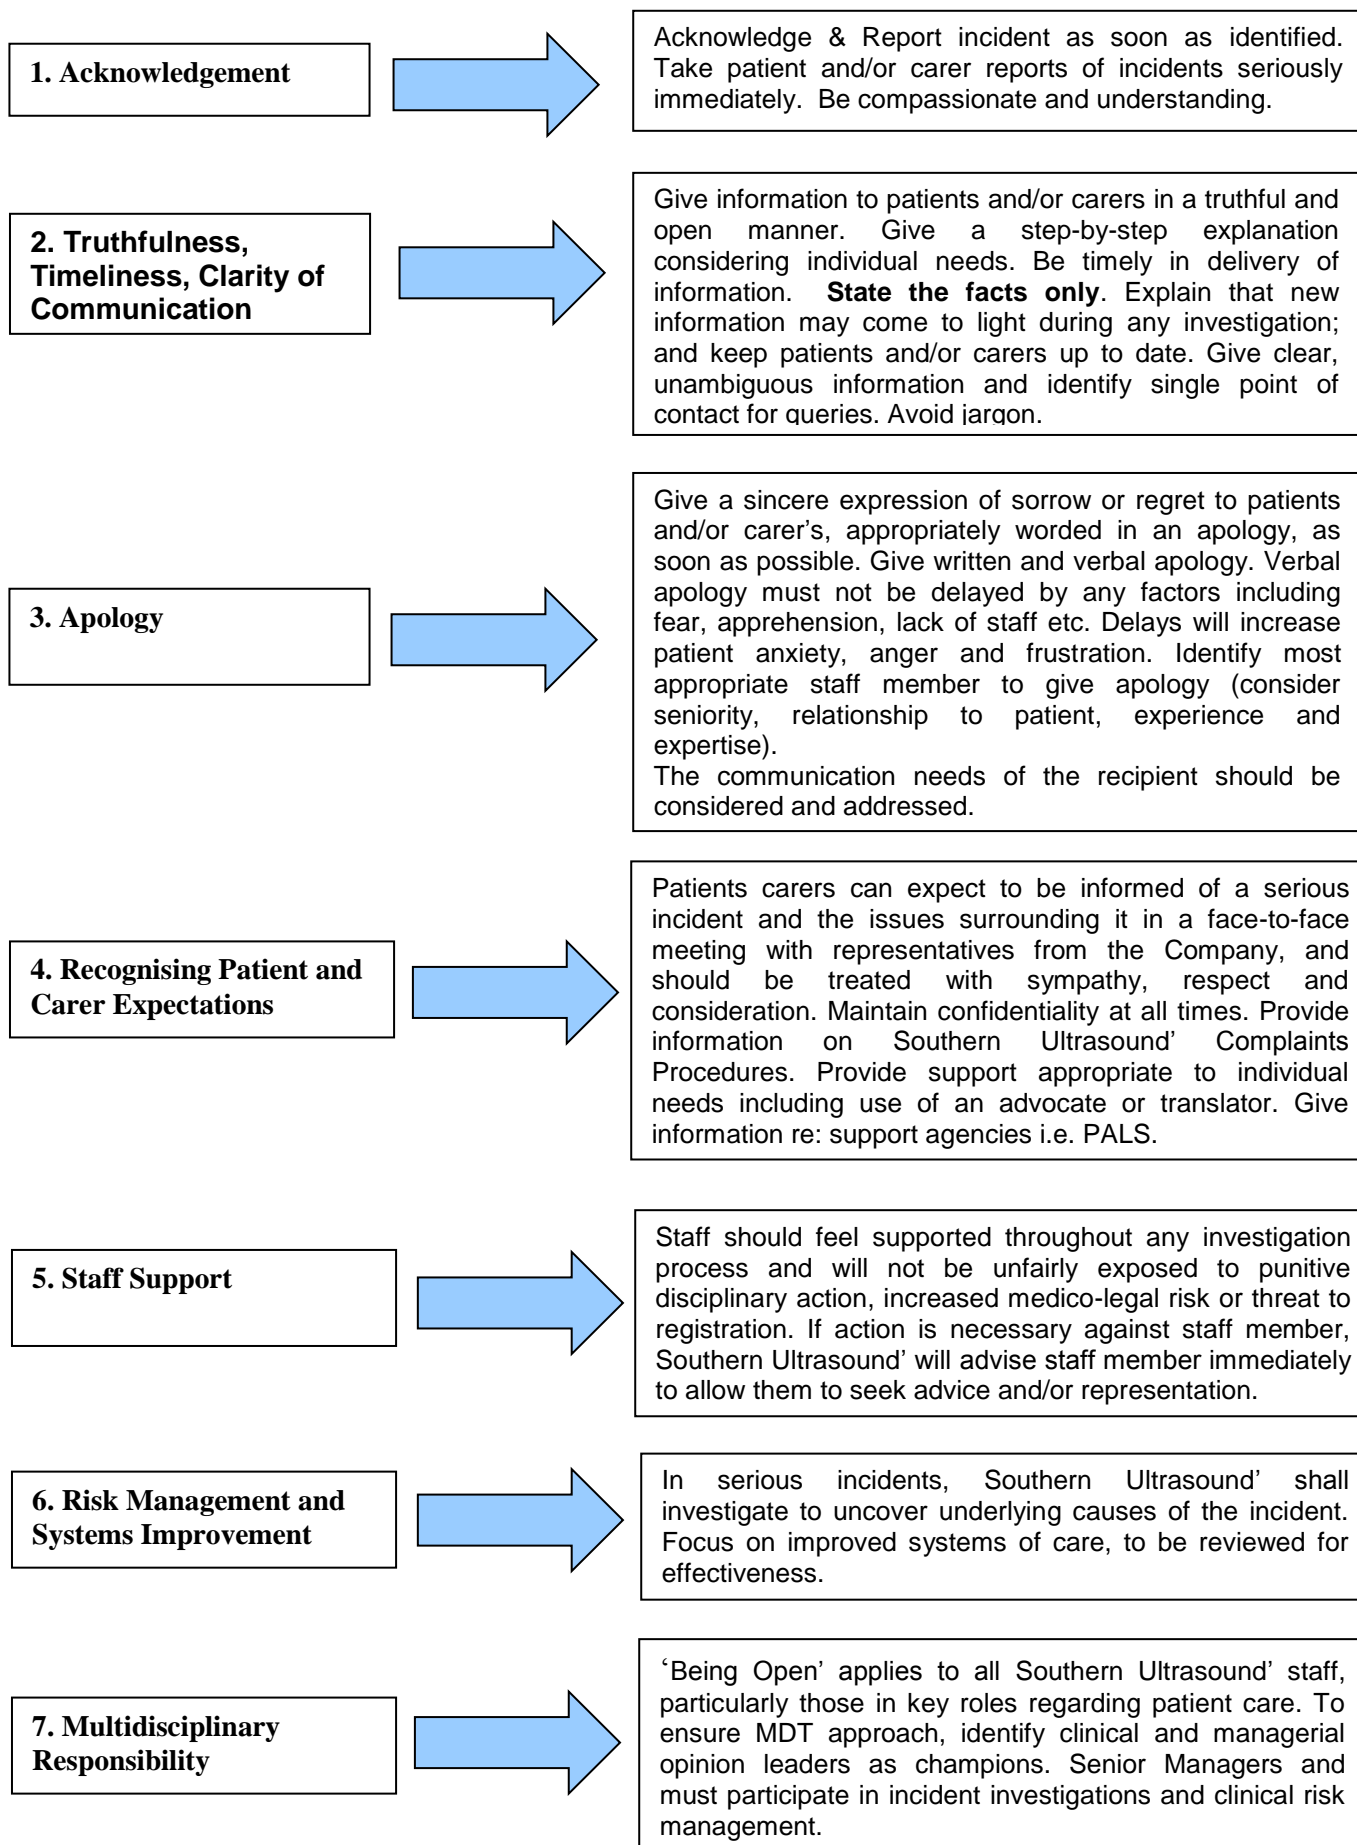 1. Acknowledgement
Acknowledge & Report incident as soon as identified.
Take patient and/or carer reports of incidents seriously
immediately. Be compassionate and understanding.
2. Truthfulness,
Timeliness, Clarity of
Communication
Give information to patients and/or carers in a truthful and
open manner. Give a step-by-step explanation
considering individual needs. Be timely in delivery of
information. State the facts only. Explain that new
information may come to light during any investigation;
and keep patients and/or carers up to date. Give clear,
unambiguous information and identify single point of
contact for queries. Avoid jargon.
3. Apology
Give a sincere expression of sorrow or regret to patients
and/or carer’s, appropriately worded in an apology, as
soon as possible. Give written and verbal apology. Verbal
apology must not be delayed by any factors including
fear, apprehension, lack of staff etc. Delays will increase
patient anxiety, anger and frustration. Identify most
appropriate staff member to give apology (consider
seniority, relationship to patient, experience and
expertise).
The communication needs of the recipient should be
considered and addressed.
4. Recognising Patient and
Carer Expectations
Patients carers can expect to be informed of a serious
incident and the issues surrounding it in a face-to-face
meeting with representatives from the Company, and
should be treated with sympathy, respect and
consideration. Maintain confidentiality at all times. Provide
information on Southern Ultrasound’ Complaints
Procedures. Provide support appropriate to individual
needs including use of an advocate or translator. Give
information re: support agencies i.e. PALS.
5. Staff Support
Staff should feel supported throughout any investigation
process and will not be unfairly exposed to punitive
disciplinary action, increased medico-legal risk or threat to
registration. If action is necessary against staff member,
Southern Ultrasound’ will advise staff member immediately
to allow them to seek advice and/or representation.
6. Risk Management and
Systems Improvement
In serious incidents, Southern Ultrasound’ shall
investigate to uncover underlying causes of the incident.
Focus on improved systems of care, to be reviewed for
effectiveness.
7. Multidisciplinary
Responsibility
‘Being Open’ applies to all Southern Ultrasound’ staff,
particularly those in key roles regarding patient care. To
ensure MDT approach, identify clinical and managerial
opinion leaders as champions. Senior Managers and
must participate in incident investigations and clinical risk
management.